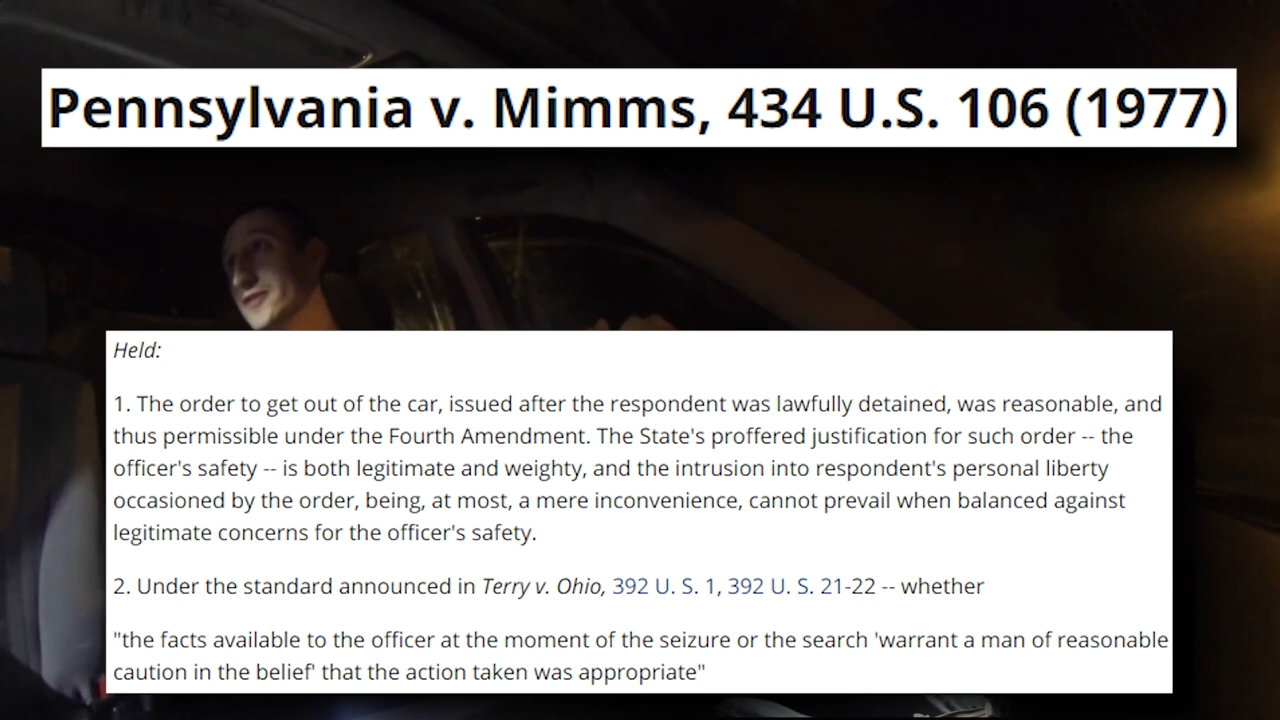 Pennsylvania v. Mimms, 434 U.S. 106 (1977)
Held:
1. The order to get out of the car, issued after the respondent was lawfully detained, was reasonable, and
thus permissible under the Fourth Amendment. The State's proffered justification for such order -- the
officer's safety -- is both legitimate and weighty, and the intrusion into respondent's personal liberty
occasioned by the order, being, at most, a mere inconvenience, cannot prevail when balanced against
legitimate concerns for the officer's safety.
2. Under the standard announced in Terry v. Ohio, 392 U. S. 1, 392 U. S. 21-22 -- whether
"the facts available to the officer at the moment of the seizure or the search 'warrant a man of reasonable
caution in the belief' that the action taken was appropriate"